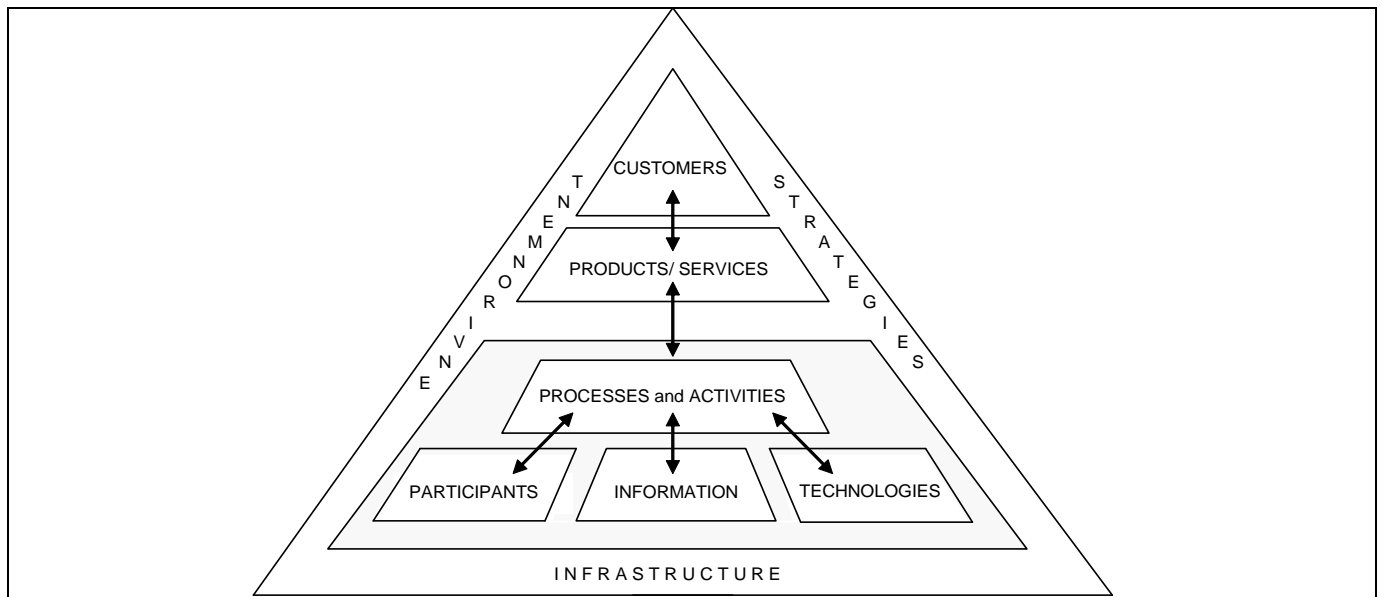 CUSTOMERS
ENVIRONMENT
STRATEGIES
PRODUCTS/ SERVICES
PROCESSES and ACTIVITIES
PARTICIPANTS
INFORMATION
TECHNOLOGIES
INFRASTRUCTURE